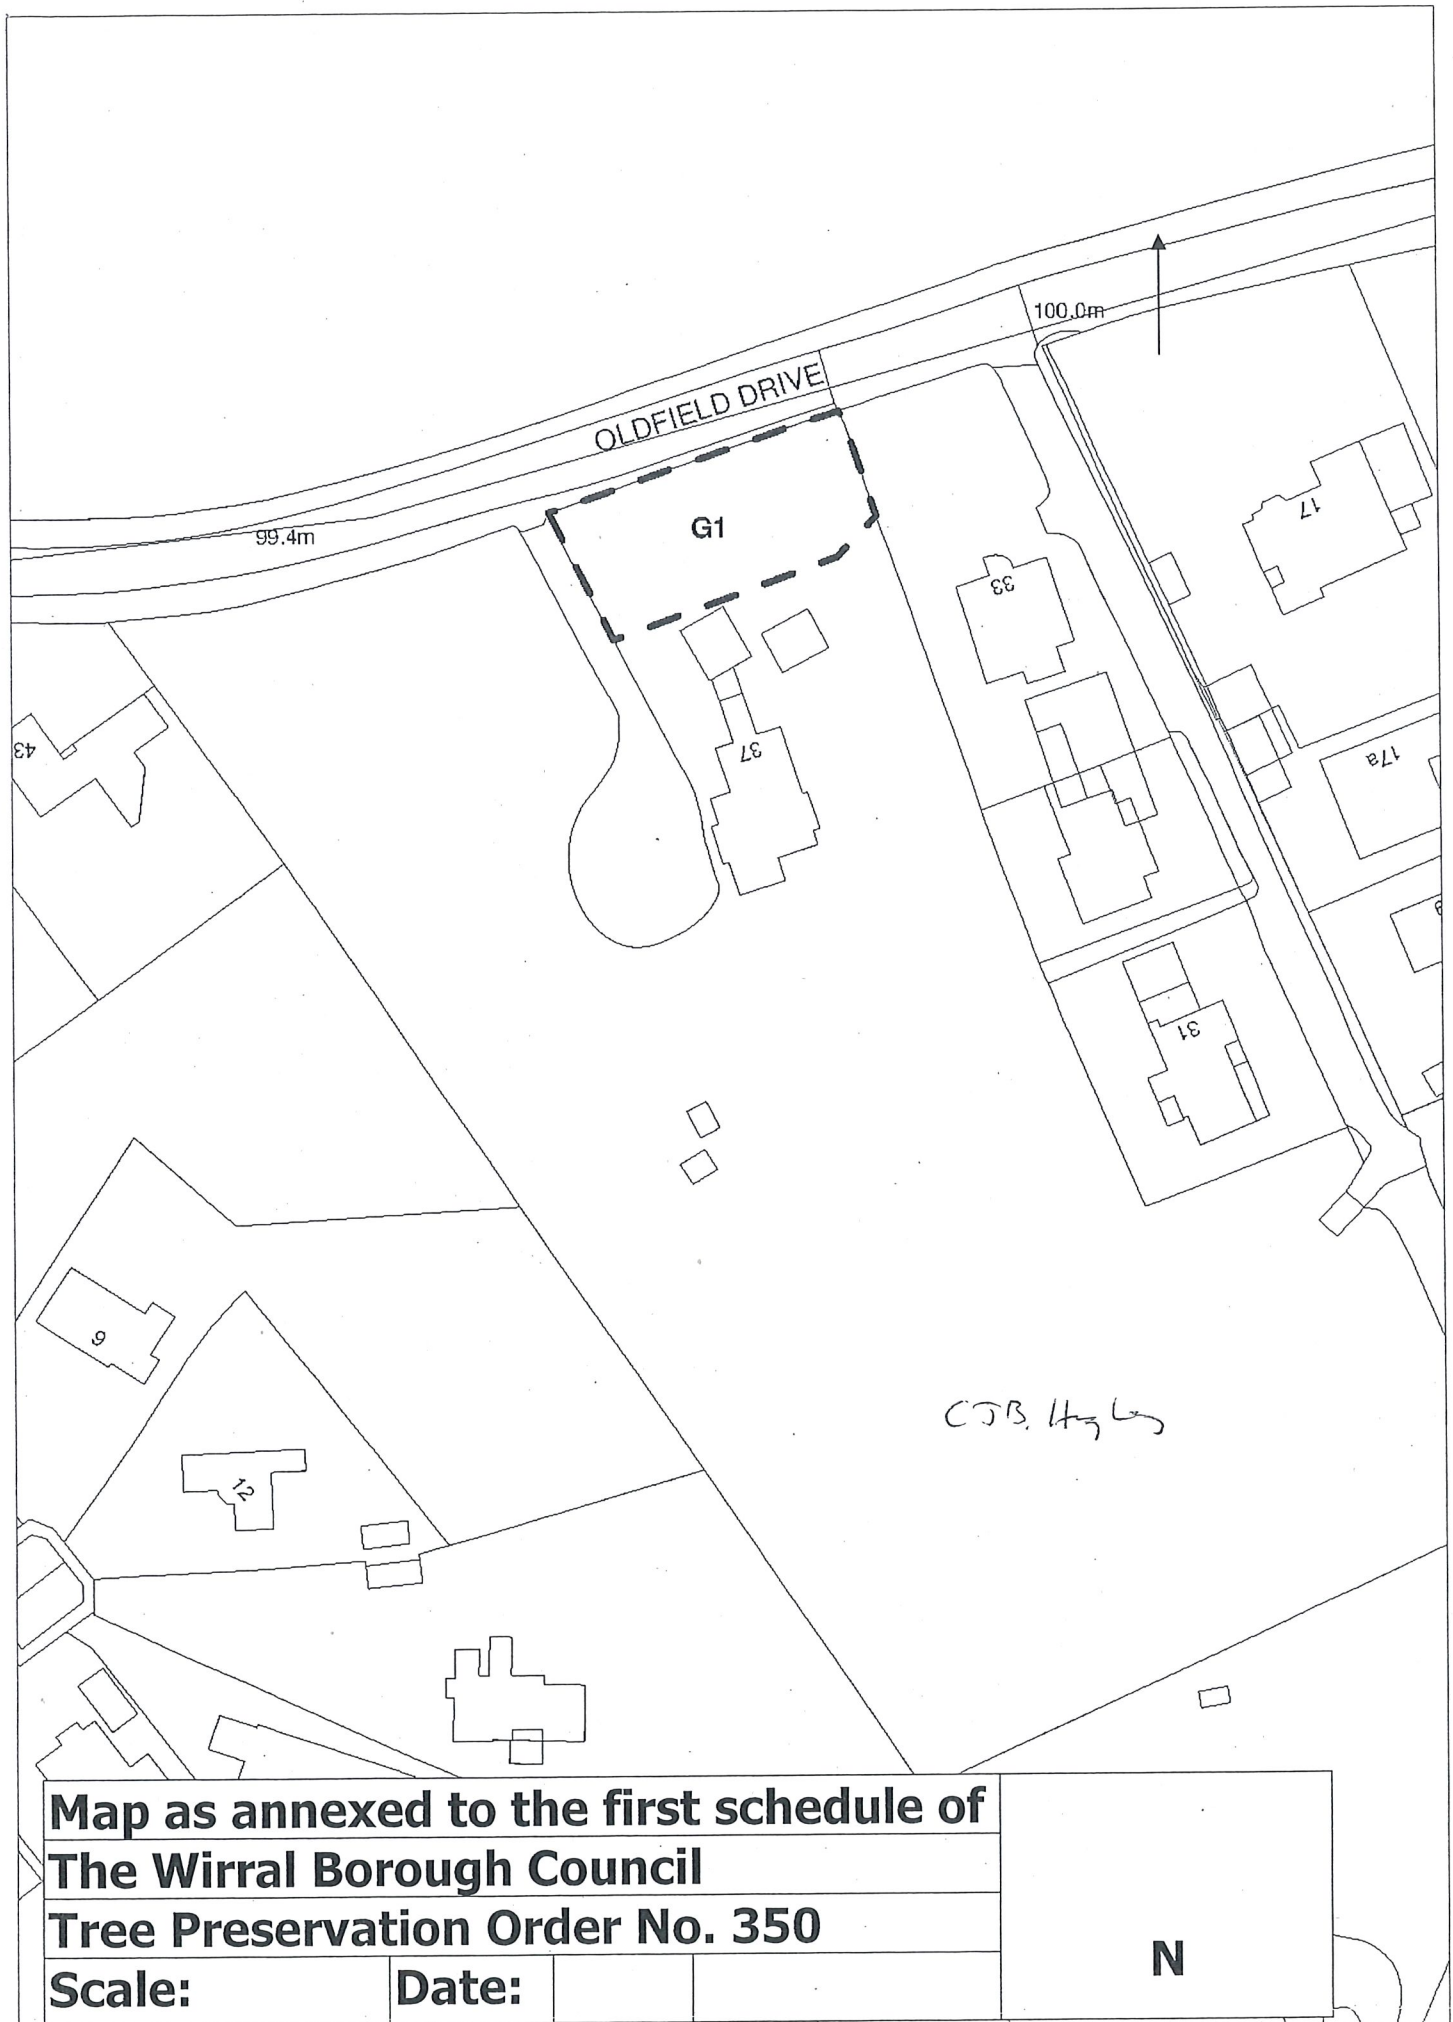 100.0m
OLDFIELD DRIVE
99.4m
G1
17
33
43
37
17a
31
9
12
CJB.
Map as annexed to the first schedule of
The Wirral Borough Council
Tree Preservation Order No. 350
N
Scale: Date: